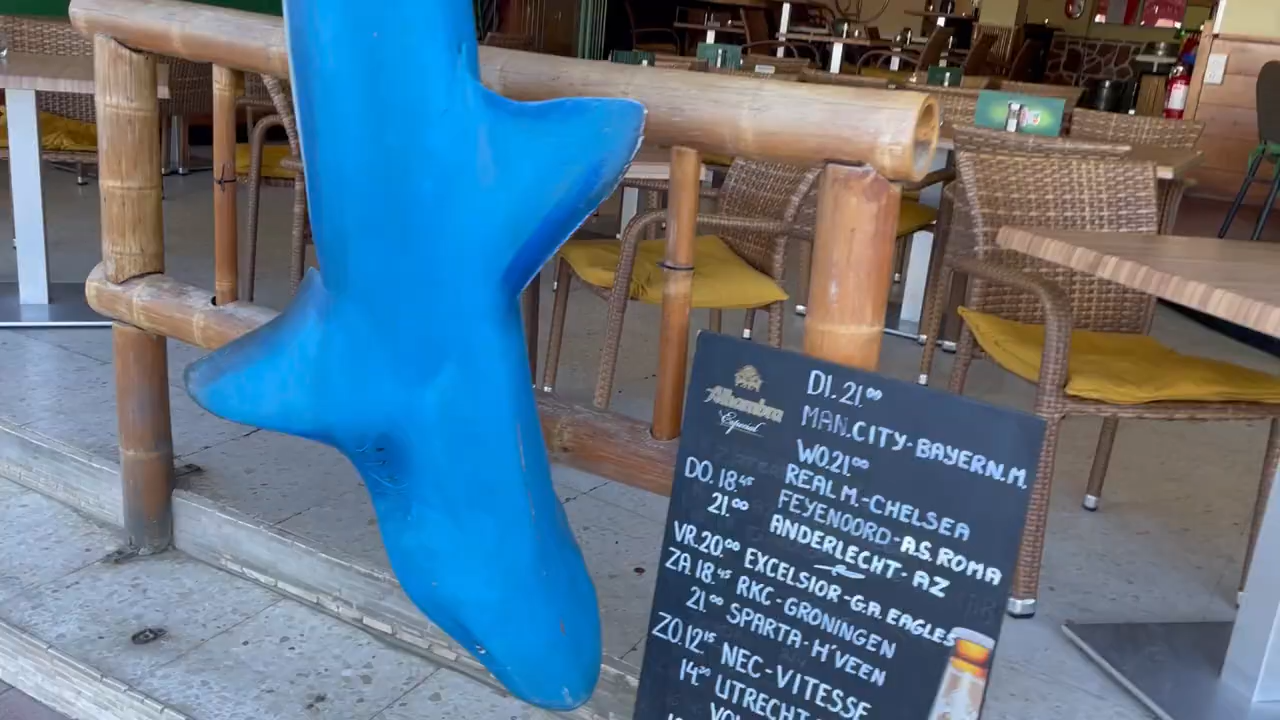 Alhambra
Especial
DI. 21.00
MAN.CITY-BAYERN.M.
WO.21.00
REAL M.-CHELSEA
DO. 18.45 FEYENOORD-A.S. ROMA
21.00 ANDERLECHT-AZ
VR.20.00 EXCELSIOR-G.A. EAGLES
ZA.18.45 RKC-GRONINGEN
21.00 SPARTA-H'VEEN
ZO.12.15 NEC-VITESSE
14.30 UTRECHT